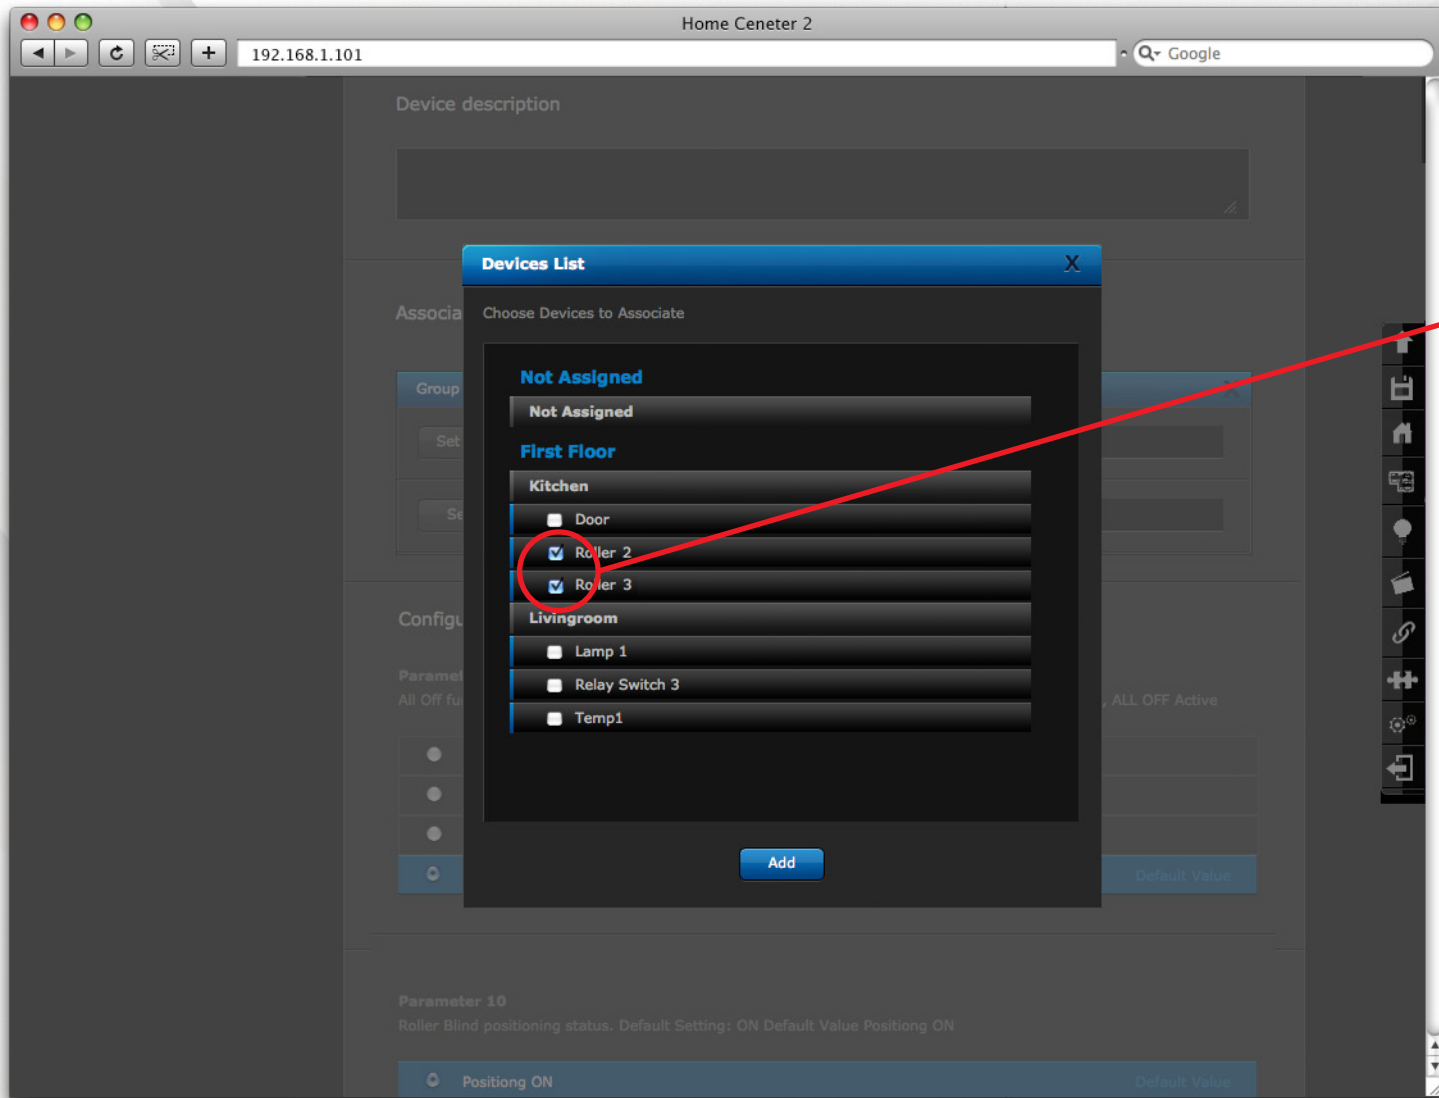 Home Ceneter 2
192.168.1.101
Google
Device description
Devices List X
Associa
Choose Devices to Associate
Not Assigned
Group X
Not Assigned
Set
First Floor
Kitchen
Se
Door
Roller 2
Roller 3
Configu
Livingroom
Lamp 1
Paramet
Relay Switch 3
All Off fu , ALL OFF Active
Temp1
Add
Default Value
Parameter 10
Roller Blind positioning status. Default Setting: ON Default Value Positiong ON
Positiong ON Default Value